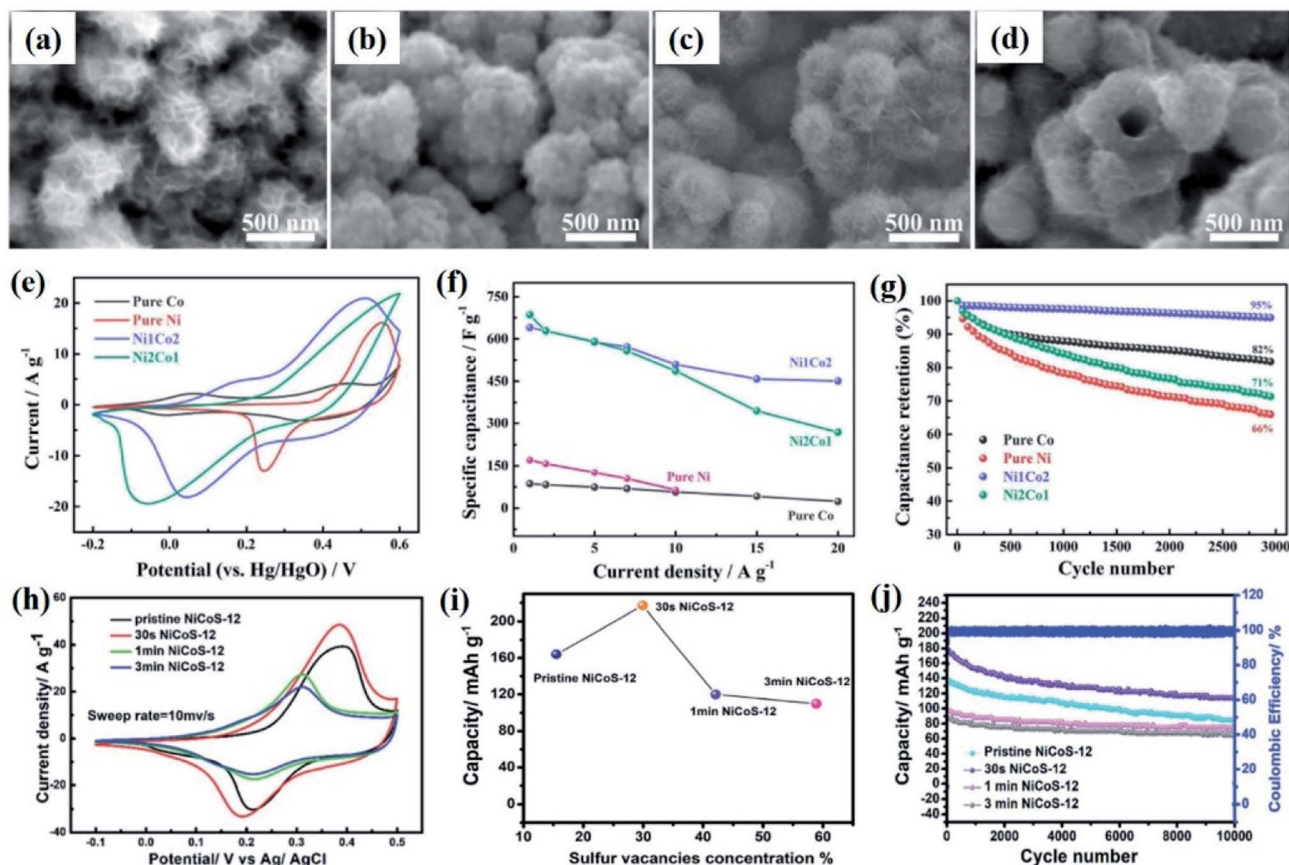 (a)
500 nm
(b)
500 nm
(c)
500 nm
(d)
500 nm
(e)
Pure Co
Pure Ni
Ni1Co2
Ni2Co1
20
10
0
-10
-20
Current / A g-1
-0.2 0.0 0.2 0.4 0.6
Potential (vs. Hg/HgO) / V
(f)
750
600
450
300
150
0
Specific capacitance / F g-1
Ni1Co2
Ni2Co1
Pure Ni
Pure Co
0 5 10 15 20
Current density / A g-1
(g)
100
90
80
70
60
50
40
30
Capacitance retention (%)
95%
82%
71%
66%
Pure Co
Pure Ni
Ni1Co2
Ni2Co1
0 500 1000 1500 2000 2500 3000
Cycle number
(h)
60
40
20
0
-20
-40
Current density/ A g-1
pristine NiCoS-12
30s NiCoS-12
1min NiCoS-12
3min NiCoS-12
Sweep rate=10mv/s
-0.1 0.0 0.1 0.2 0.3 0.4 0.5
Potential/ V vs Ag/ AgCl
(i)
200
160
120
80
40
0
Capacity/ mAh g-1
30s NiCoS-12
Pristine NiCoS-12
3min NiCoS-12
1min NiCoS-12
10 20 30 40 50 60
Sulfur vacancies concentration %
(j)
240
220
200
180
160
140
120
100
80
60
40
20
0
-20
-40
Capacity/ mAh g-1
Pristine NiCoS-12
30s NiCoS-12
1 min NiCoS-12
3 min NiCoS-12
0 2000 4000 6000 8000 10000
Cycle number
120
100
80
60
40
20
0
Coulombic Efficiency/ %